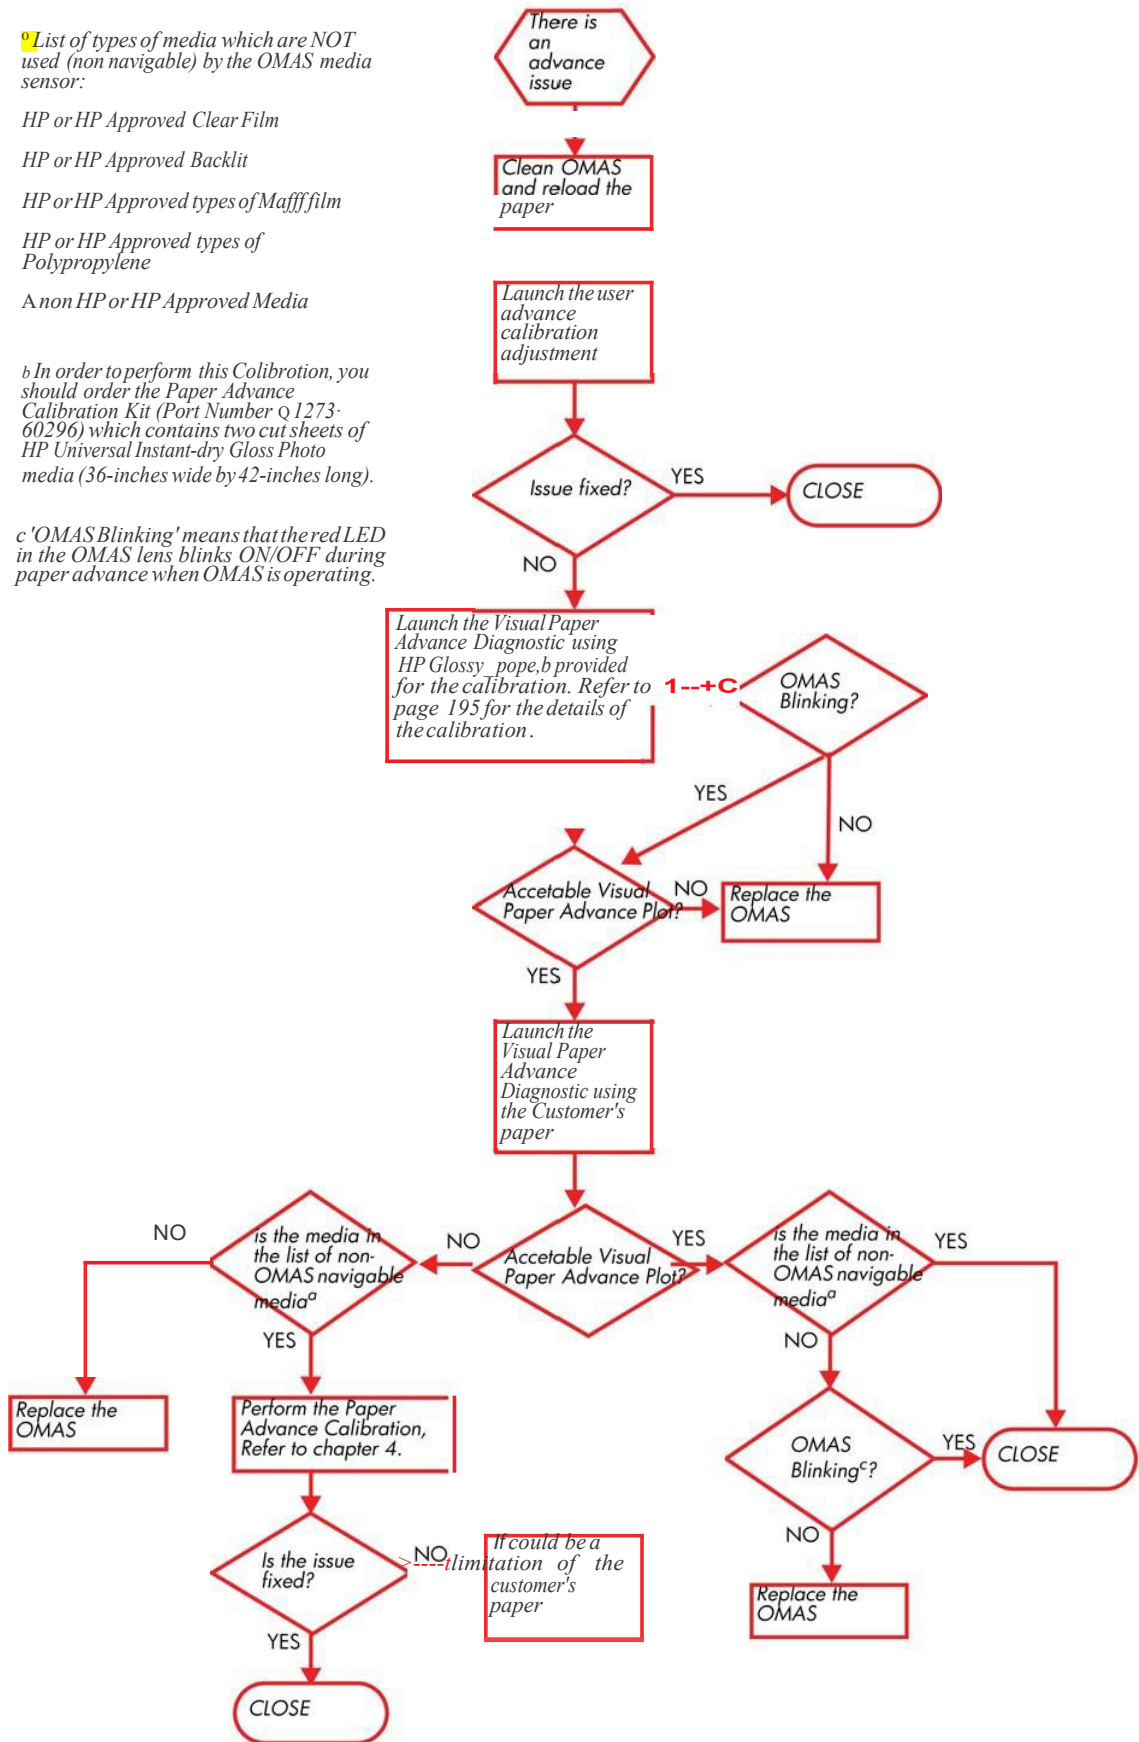 º List of types of media which are NOT
used (non navigable) by the OMAS media
sensor:
HP or HP Approved Clear Film
HP or HP Approved Backlit
HP or HP Approved types of Mafff film
HP or HP Approved types of
Polypropylene
A non HP or HP Approved Media
b In order to perform this Colibrotion, you
should order the Paper Advance
Calibration Kit (Port Number Q 1273·
60296) which contains two cut sheets of
HP Universal Instant-dry Gloss Photo
media (36-inches wide by 42-inches long).
c 'OMAS Blinking' means that the red LED
in the OMAS lens blinks ON/OFF during
paper advance when OMAS is operating.
There is
an
advance
issue
Clean OMAS
and reload the
paper
Launch the user
advance
calibration
adjustment
Issue fixed?
YES
CLOSE
NO
Launch the Visual Paper
Advance Diagnostic using
HP Glossy_pope,b provided
for the calibration. Refer to
page 195 for the details of
the calibration.
1--+C
OMAS
Blinking?
YES
NO
Accetable Visual
Paper Advance Plot?
NO
Replace the
OMAS
YES
Launch the
Visual Paper
Advance
Diagnostic using
the Customer's
paper
Accetable Visual
Paper Advance Plot?
NO
is the media in
the list of non-
OMAS navigable
mediaª
NO
Replace the
OMAS
YES
Perform the Paper
Advance Calibration,
Refer to chapter 4.
Is the issue
fixed?
>----NO
If could be a
tlimitation of the
customer's
paper
YES
CLOSE
YES
is the media in
the list of non-
OMAS navigable
mediaª
YES
NO
OMAS
Blinkingᶜ?
YES
CLOSE
NO
Replace the
OMAS